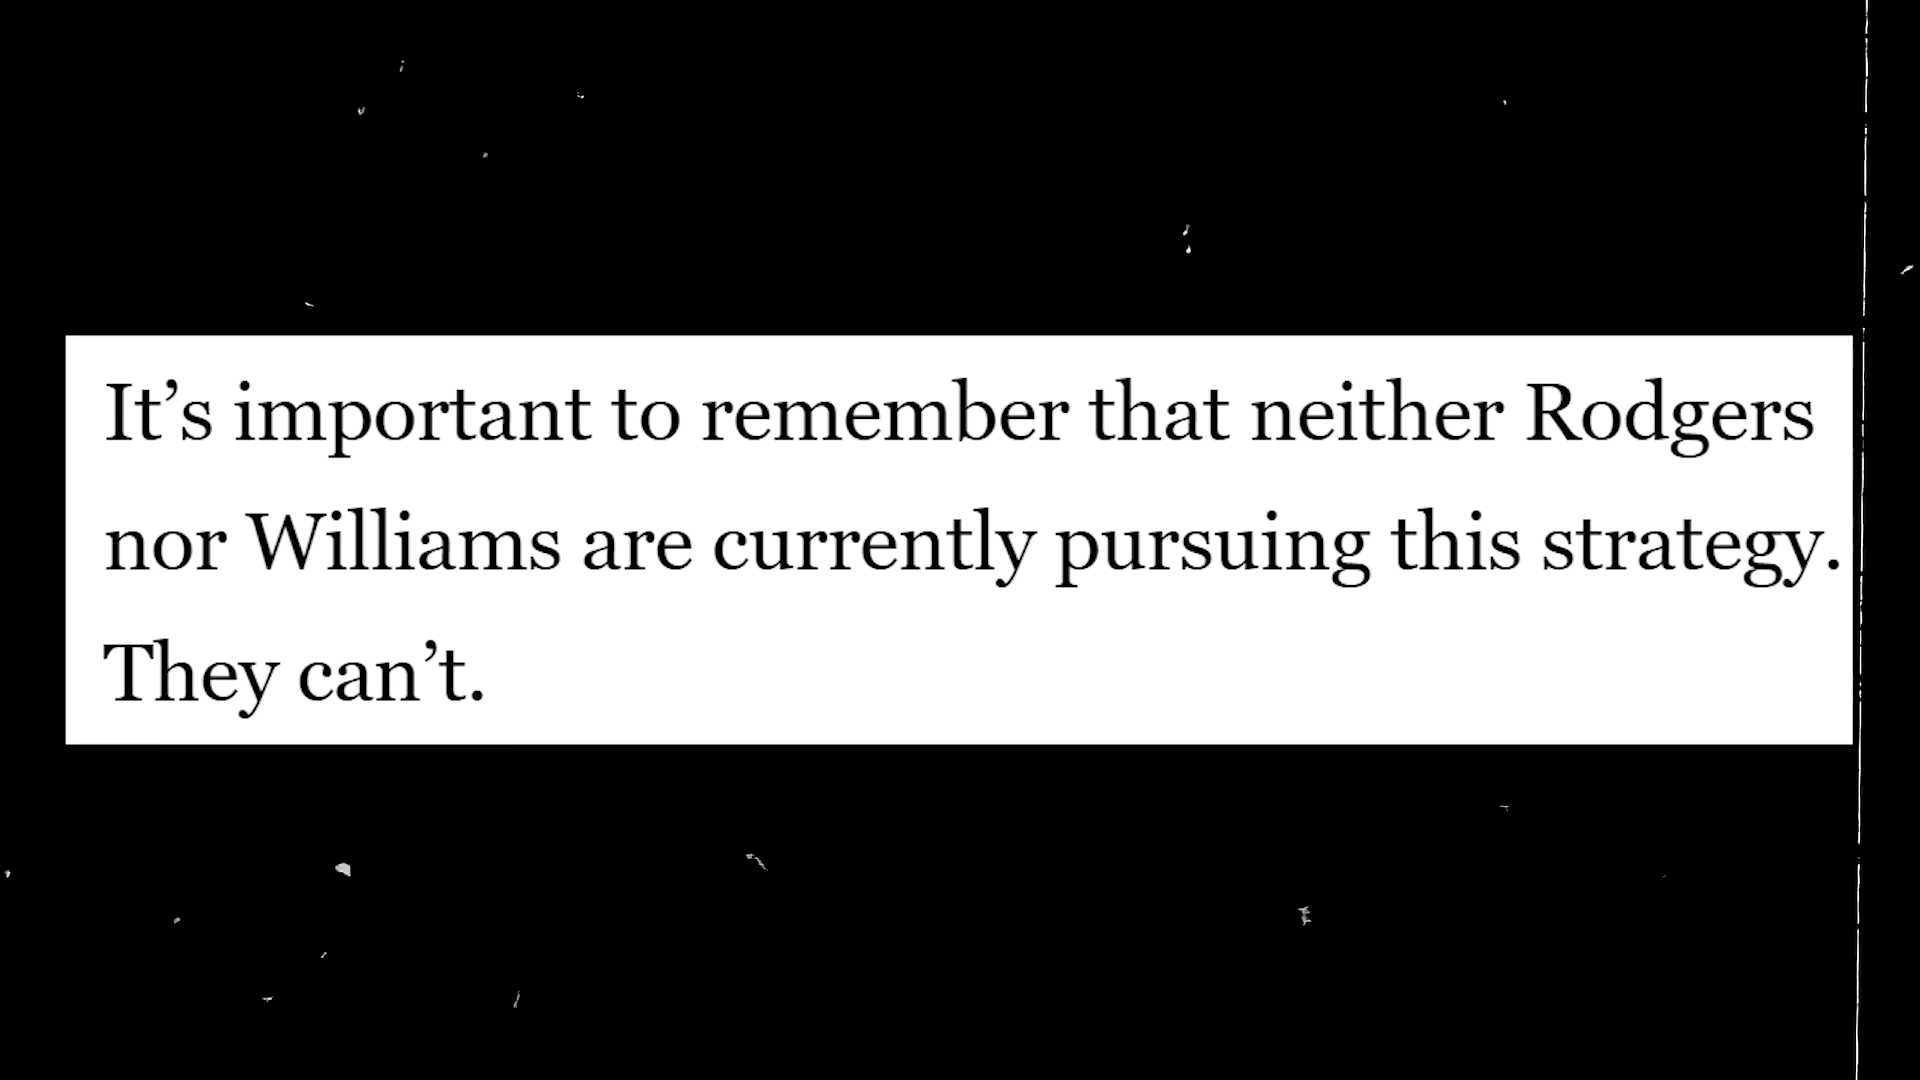 It’s important to remember that neither Rodgers
nor Williams are currently pursuing this strategy.
They can’t.